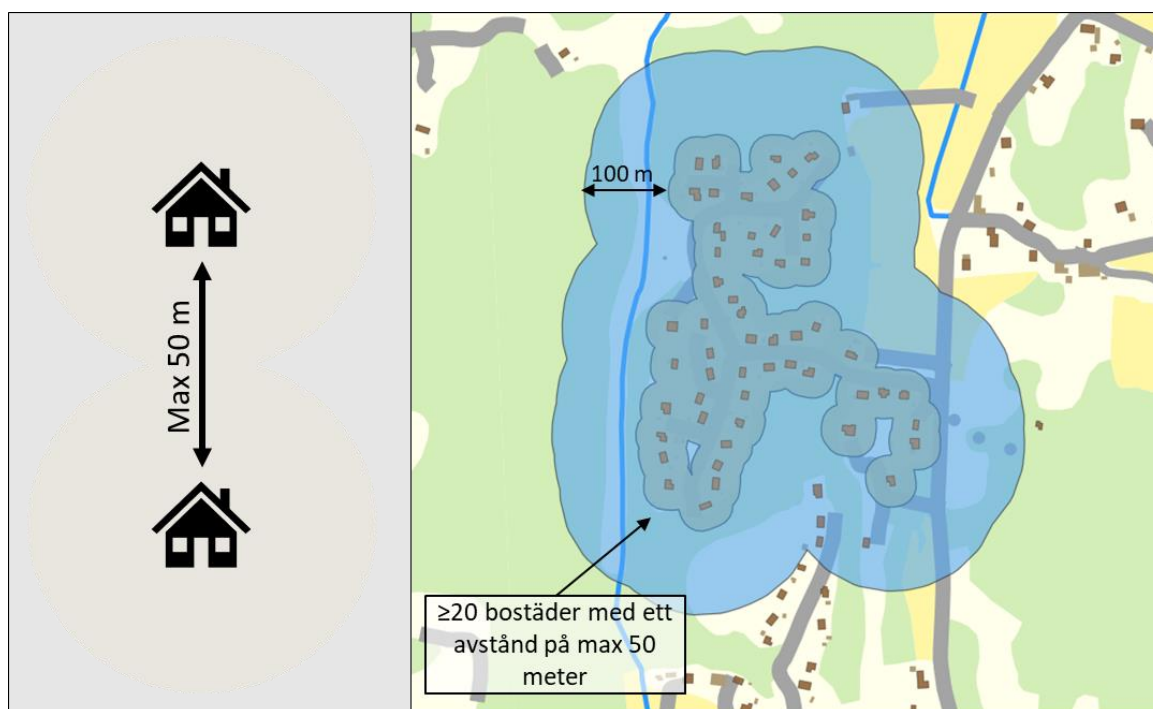 Max 50 m
100 m
≥20 bostäder med ett
avstånd på max 50
meter